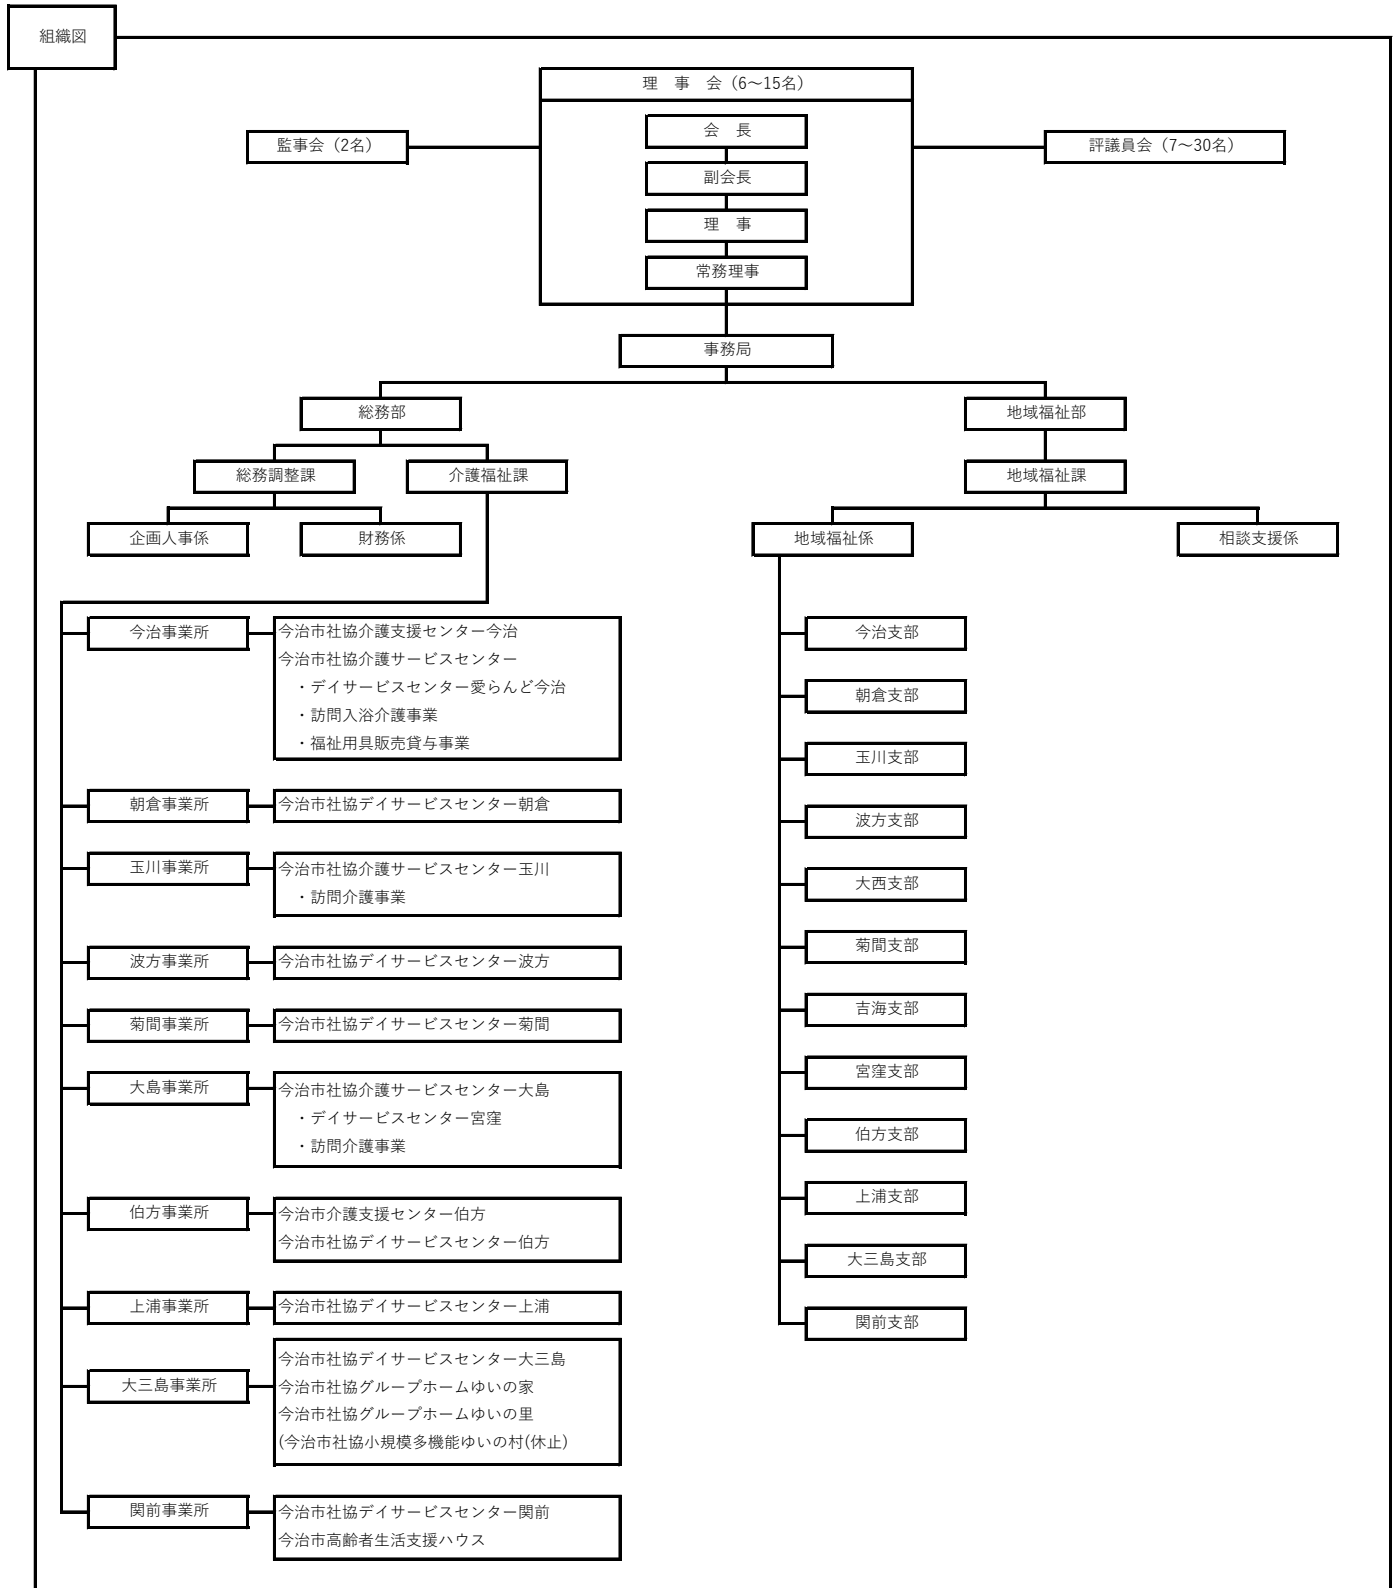 組織図
理　事　会（6～15名）
会　長
監事会（2名）
評議員会（7～30名）
副会長
理　事
常務理事
事務局
総務部
地域福祉部
総務調整課
介護福祉課
地域福祉課
企画人事係
財務係
地域福祉係
相談支援係
今治事業所
今治市社協介護支援センター今治
今治市社協介護サービスセンター
・デイサービスセンター愛らんど今治
・訪問入浴介護事業
・福祉用具販売貸与事業
朝倉事業所
今治市社協デイサービスセンター朝倉
玉川事業所
今治市社協介護サービスセンター玉川
・訪問介護事業
波方事業所
今治市社協デイサービスセンター波方
菊間事業所
今治市社協デイサービスセンター菊間
大島事業所
今治市社協介護サービスセンター大島
・デイサービスセンター宮窪
・訪問介護事業
伯方事業所
今治市介護支援センター伯方
今治市社協デイサービスセンター伯方
上浦事業所
今治市社協デイサービスセンター上浦
大三島事業所
今治市社協デイサービスセンター大三島
今治市社協グループホームゆいの家
今治市社協グループホームゆいの里
(今治市社協小規模多機能ゆいの村(休止)
関前事業所
今治市社協デイサービスセンター関前
今治市高齢者生活支援ハウス
今治支部
朝倉支部
玉川支部
波方支部
大西支部
菊間支部
吉海支部
宮窪支部
伯方支部
上浦支部
大三島支部
関前支部